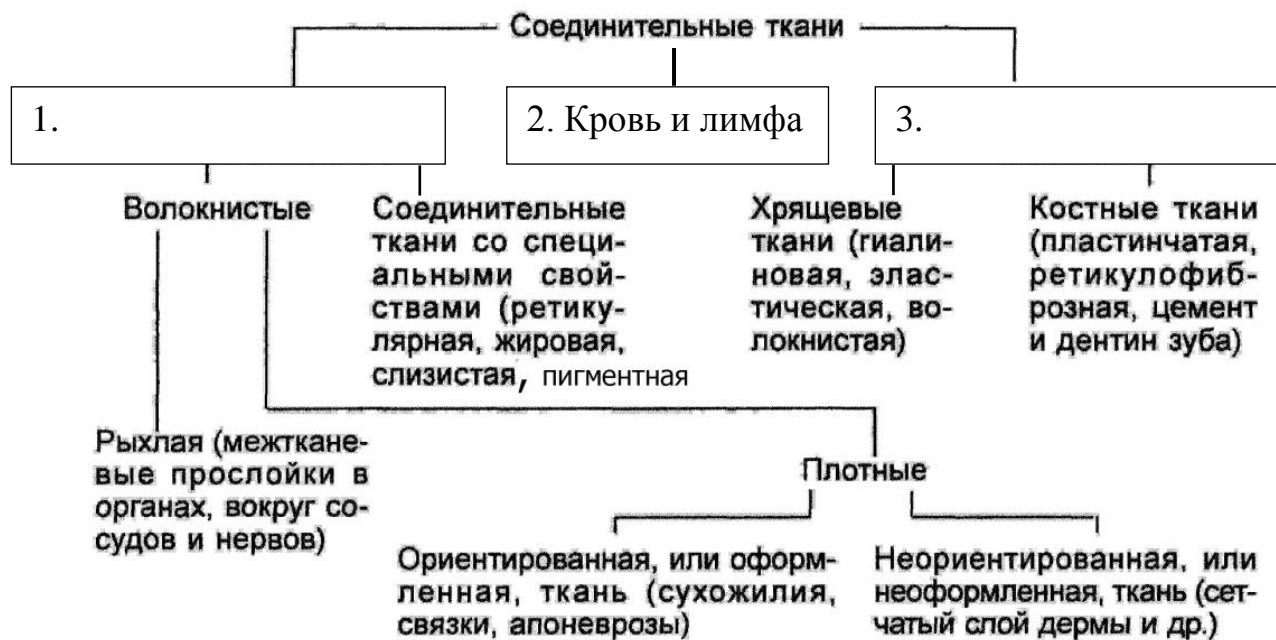 Соединительные ткани
1.
2. Кровь и лимфа
3.
Волокнистые
Соединительные
ткани со специ-
альными свой-
ствами (ретику-
лярная, жировая,
слизистая, пигментная
Хрящевые
ткани (гиали-
новая, элас-
тическая, во-
локнистая)
Костные ткани
(пластинчатая,
ретикулофиб-
розная, цемент
и дентин зуба)
Рыхлая (межткане-
вые прослойки в
органах, вокруг со-
судов и нервов)
Плотные
Ориентированная, или оформ-
ленная, ткань (сухожилия,
связки, апоневрозы)
Неориентированная, или
неоформленная, ткань (сет-
чатый слой дермы и др.)